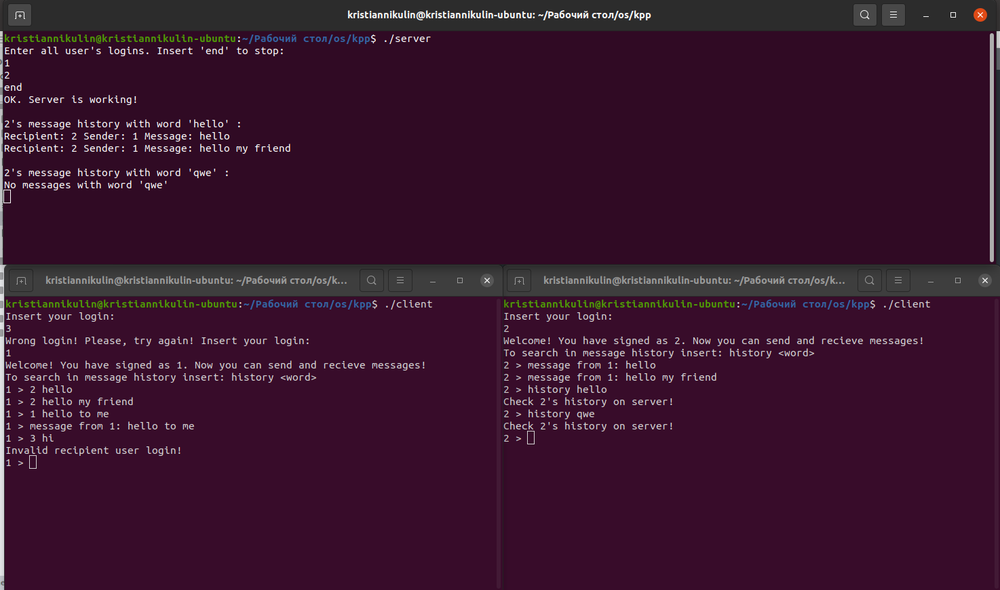 kristiannikulin@kristiannikulin-ubuntu: ~/Рабочий стол/os/kpp
kristiannikulin@kristiannikulin-ubuntu:~/Рабочий стол/os/kpp$ ./server
Enter all user's logins. Insert 'end' to stop:
1
2
end
OK. Server is working!
2's message history with word 'hello' :
Recipient: 2 Sender: 1 Message: hello
Recipient: 2 Sender: 1 Message: hello my friend
2's message history with word 'qwe' :
No messages with word 'qwe'
kristiannikulin@kristiannikulin-ubuntu: ~/Рабочий стол/os/k...
kristiannikulin@kristiannikulin-ubuntu:~/Рабочий стол/os/kpp$ ./client
Insert your login:
3
Wrong login! Please, try again! Insert your login:
1
Welcome! You have signed as 1. Now you can send and recieve messages!
To search in message history insert: history <word>
1 > 2 hello
1 > 2 hello my friend
1 > 1 hello to me
1 > message from 1: hello to me
1 > 3 hi
Invalid recipient user login!
1 >
kristiannikulin@kristiannikulin-ubuntu: ~/Рабочий стол/os/k...
kristiannikulin@kristiannikulin-ubuntu:~/Рабочий стол/os/kpp$ ./client
Insert your login:
2
Welcome! You have signed as 2. Now you can send and recieve messages!
To search in message history insert: history <word>
2 > message from 1: hello
2 > message from 1: hello my friend
2 > history hello
Check 2's history on server!
2 > history qwe
Check 2's history on server!
2 >